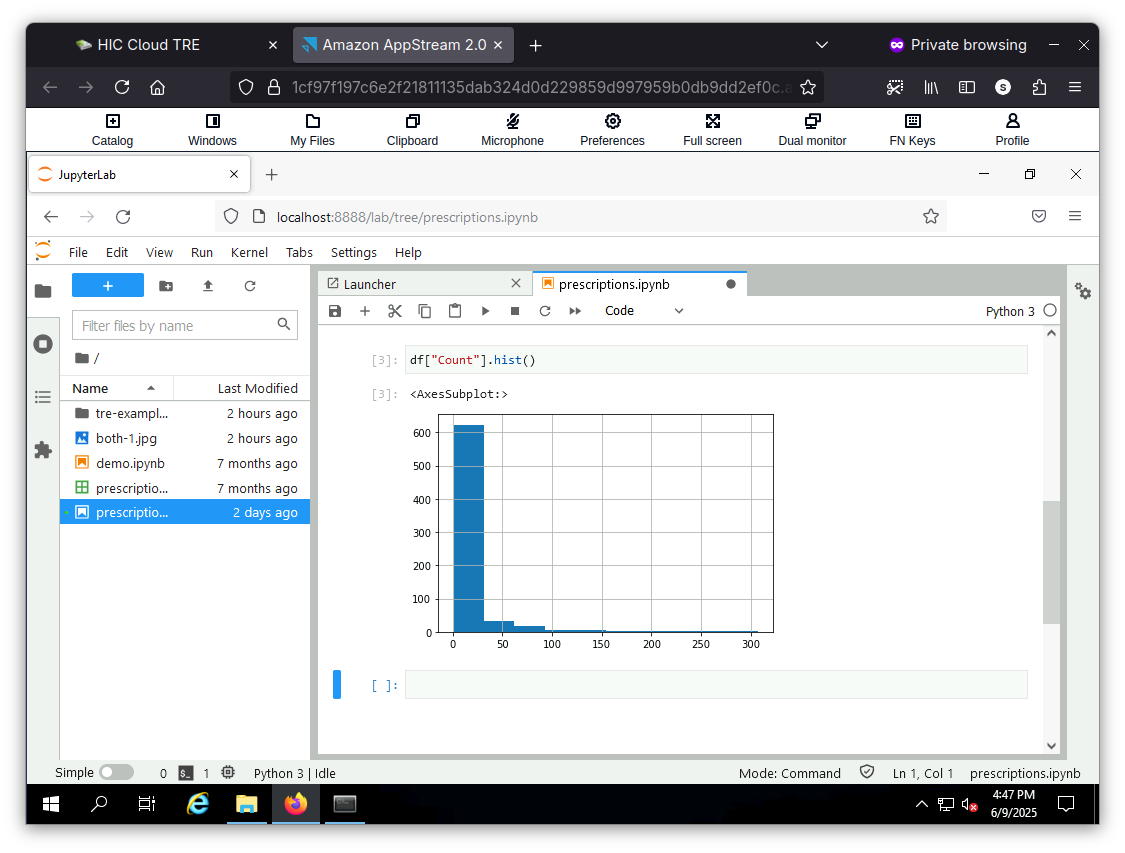 HIC Cloud TRE
Amazon AppStream 2.0
Private browsing
1cf97f197c6e2f21811135dab324d0d229859d997959b0db9dd2ef0c.a
S
Catalog Windows My Files Clipboard Microphone Preferences Full screen Dual monitor FN Keys Profile
JupyterLab
localhost:8888/lab/tree/prescriptions.ipynb
File Edit View Run Kernel Tabs Settings Help
Launcher
prescriptions.ipynb
Code
Python 3
Filter files by name
/
Name Last Modified
tre-exampl... 2 hours ago
both-1.jpg 2 hours ago
demo.ipynb 7 months ago
prescriptio... 7 months ago
prescriptio... 2 days ago
[3]: df["Count"].hist()
[3]: <AxesSubplot:>
600
500
400
300
200
100
0
0 50 100 150 200 250 300
[ ]:
Simple 0 $_ 1 Python 3 | Idle Mode: Command Ln 1, Col 1 prescriptions.ipynb
4:47 PM
6/9/2025